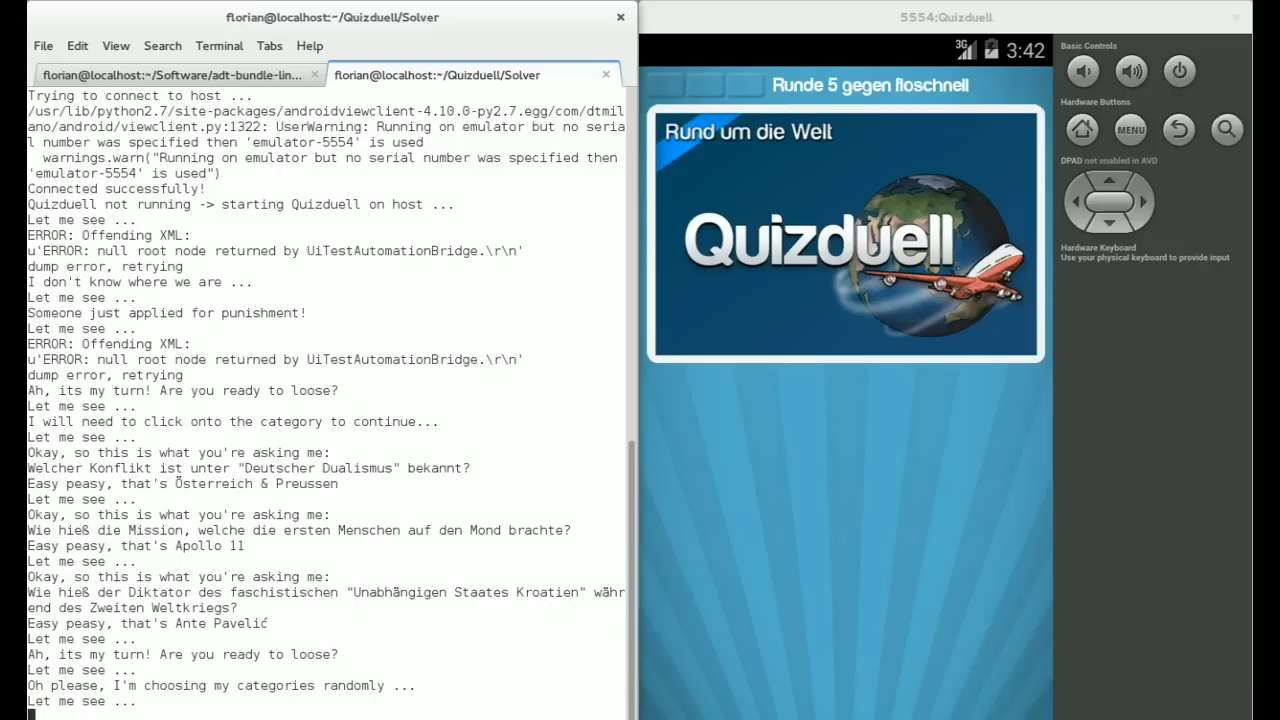 florian@localhost:~/Quizduell/Solver
File Edit View Search Terminal Tabs Help
florian@localhost:~/Software/adt-bundle-lin...
florian@localhost:~/Quizduell/Solver
Trying to connect to host ...
/usr/lib/python2.7/site-packages/androidviewclient-4.10.0-py2.7.egg/com/dtmil
ano/android/viewclient.py:1322: UserWarning: Running on emulator but no seria
l number was specified then 'emulator-5554' is used
  warnings.warn("Running on emulator but no serial number was specified then
'emulator-5554' is used")
Connected successfully!
Quizduell not running -> starting Quizduell on host ...
Let me see ...
ERROR: Offending XML:
u'ERROR: null root node returned by UiTestAutomationBridge.\r\n'
dump error, retrying
I don't know where we are ...
Let me see ...
Someone just applied for punishment!
Let me see ...
ERROR: Offending XML:
u'ERROR: null root node returned by UiTestAutomationBridge.\r\n'
dump error, retrying
Ah, its my turn! Are you ready to loose?
Let me see ...
I will need to click onto the category to continue...
Let me see ...
Okay, so this is what you're asking me:
Welcher Konflikt ist unter "Deutscher Dualismus" bekannt?
Easy peasy, that's Österreich & Preussen
Let me see ...
Okay, so this is what you're asking me:
Wie hieß die Mission, welche die ersten Menschen auf den Mond brachte?
Easy peasy, that's Apollo 11
Let me see ...
Okay, so this is what you're asking me:
Wie hieß der Diktator des faschistischen "Unabhängigen Staates Kroatien" währ
end des Zweiten Weltkriegs?
Easy peasy, that's Ante Pavelić
Let me see ...
Ah, its my turn! Are you ready to loose?
Let me see ...
Oh please, I'm choosing my categories randomly ...
Let me see ...
5554:Quizduell
3G 3:42
Runde 5 gegen floschnell
Rund um die Welt
Quizduell
Basic Controls
Hardware Buttons
MENU
DPAD not enabled in AVD
Hardware Keyboard
Use your physical keyboard to provide input